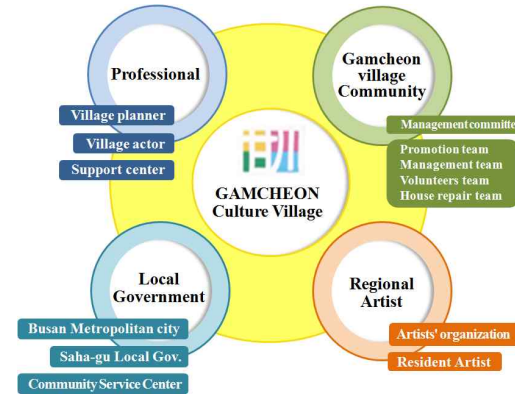 Professional
Village planner
Village actor
Support center
Gamcheon
village
Community
Management committe
Promotion team
Management team
Volunteers team
House repair team
GAMCHEON
Culture Village
Local
Government
Busan Metropolitan city
Saha-gu Local Gov.
Community Service Center
Regional
Artist
Artists' organization
Resident Artist